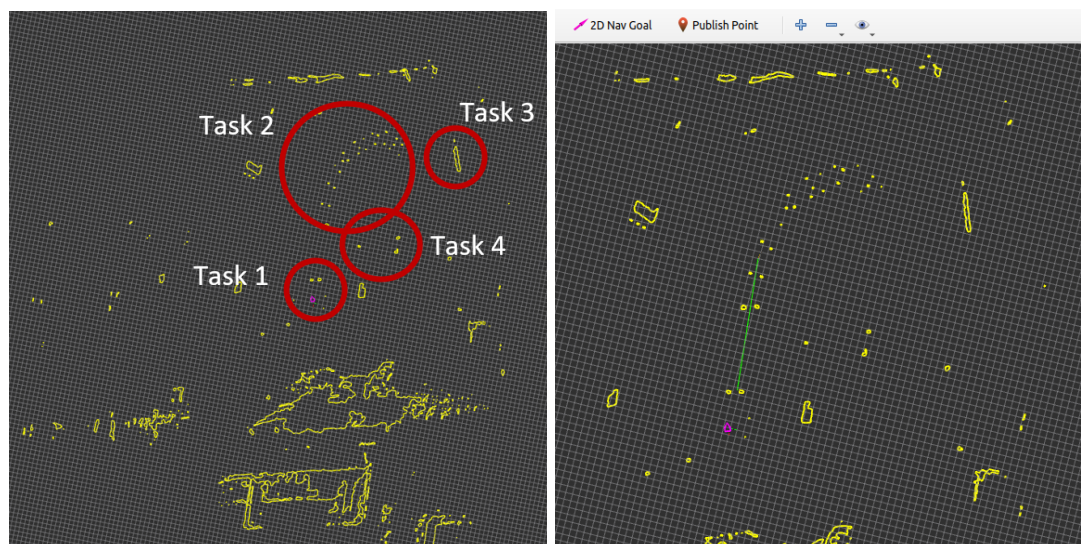 2D Nav Goal
Publish Point
Task 2
Task 3
Task 4
Task 1